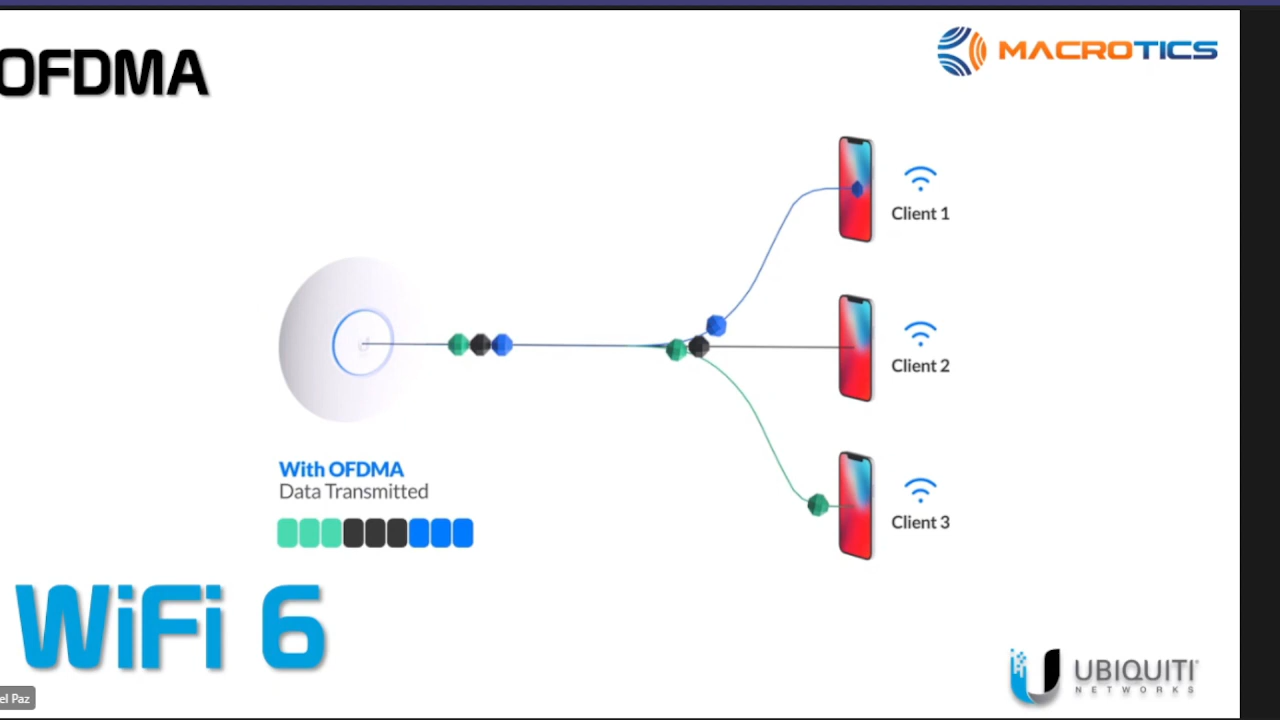 OFDMA
MACROTICS
Client 1
Client 2
With OFDMA
Data Transmitted
Client 3
WiFi 6
UBIQUITI
NETWORKS
el Paz